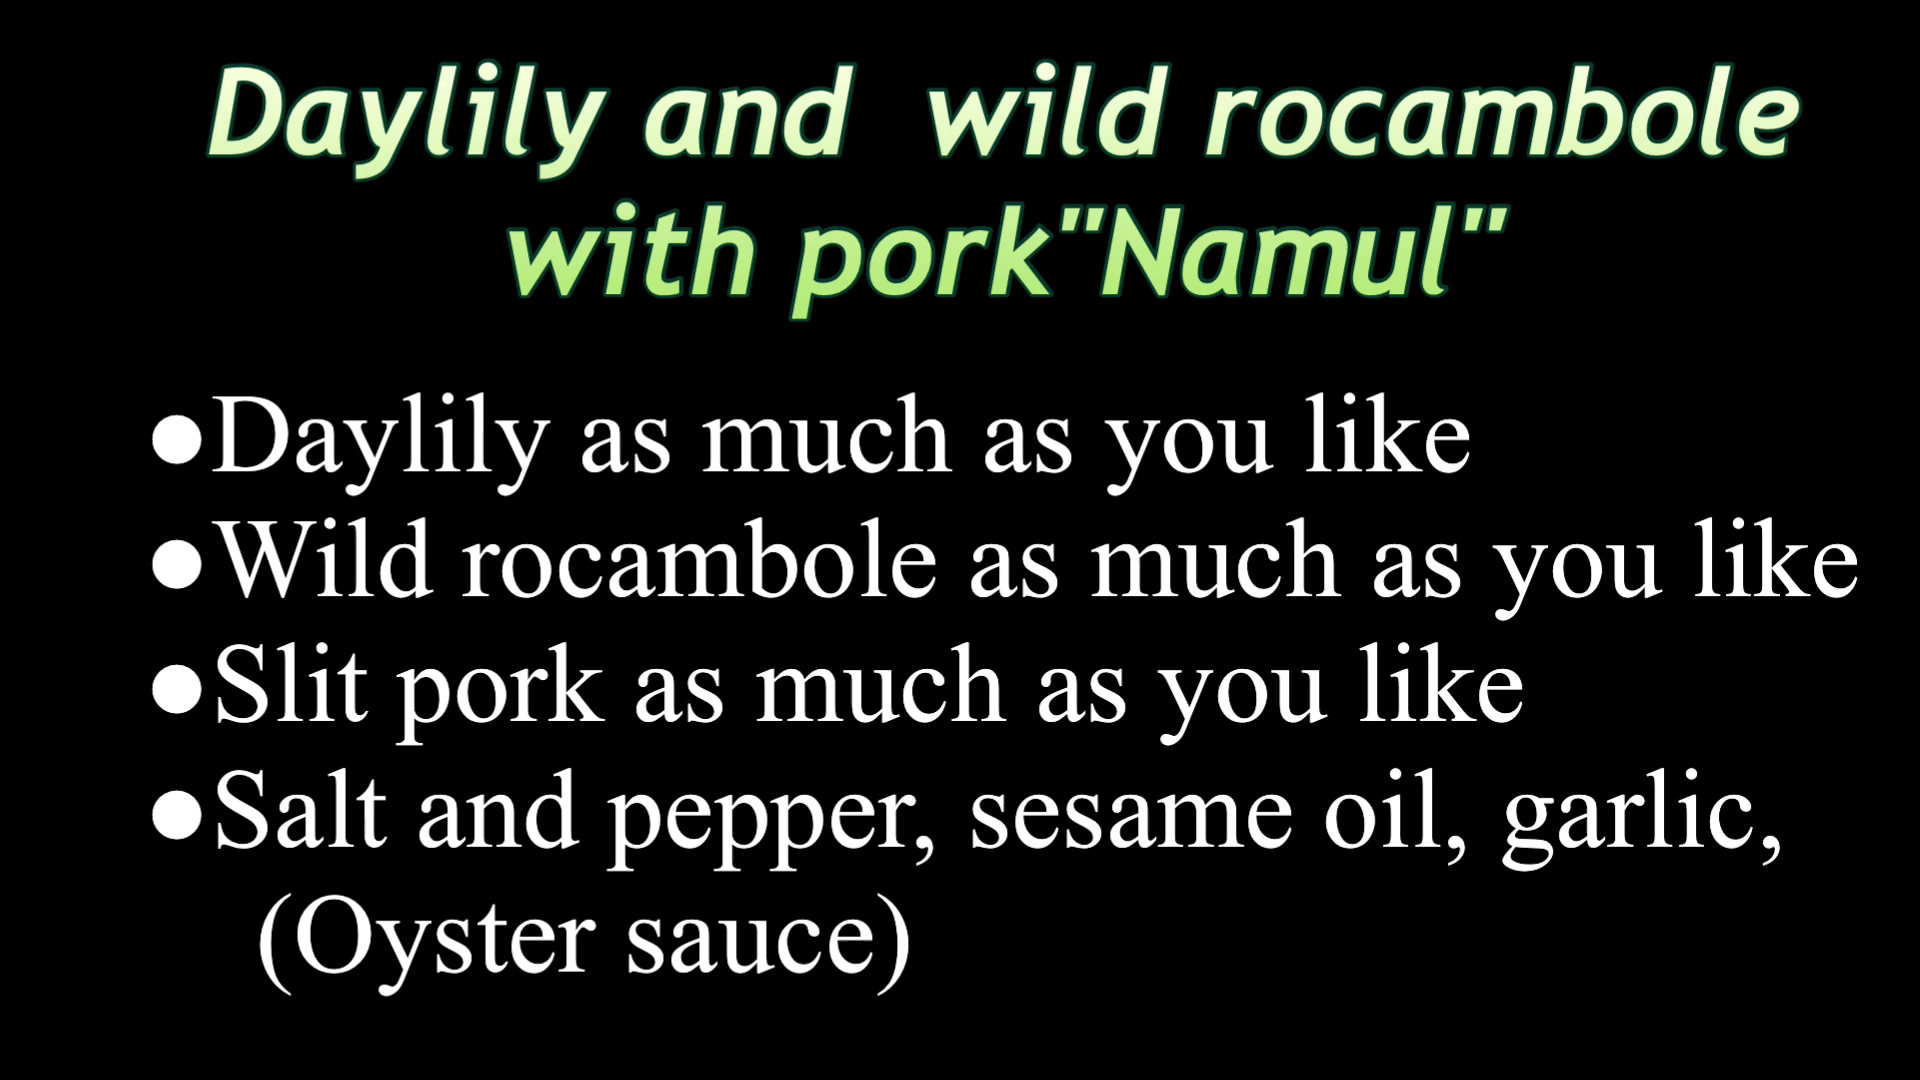 Daylily and  wild rocambole
with pork"Namul"
●Daylily as much as you like
●Wild rocambole as much as you like
●Slit pork as much as you like
●Salt and pepper, sesame oil, garlic,
(Oyster sauce)